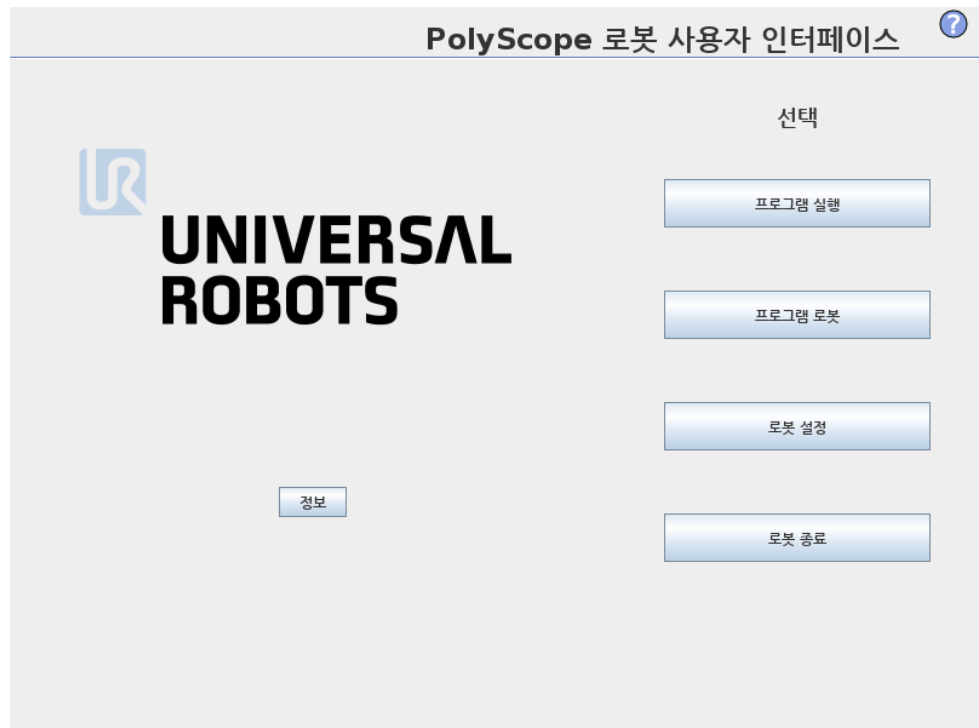 PolyScope 로봇 사용자 인터페이스
?
선택
UR
UNIVERSAL
ROBOTS
프로그램 실행
프로그램 로봇
로봇 설정
정보
로봇 종료